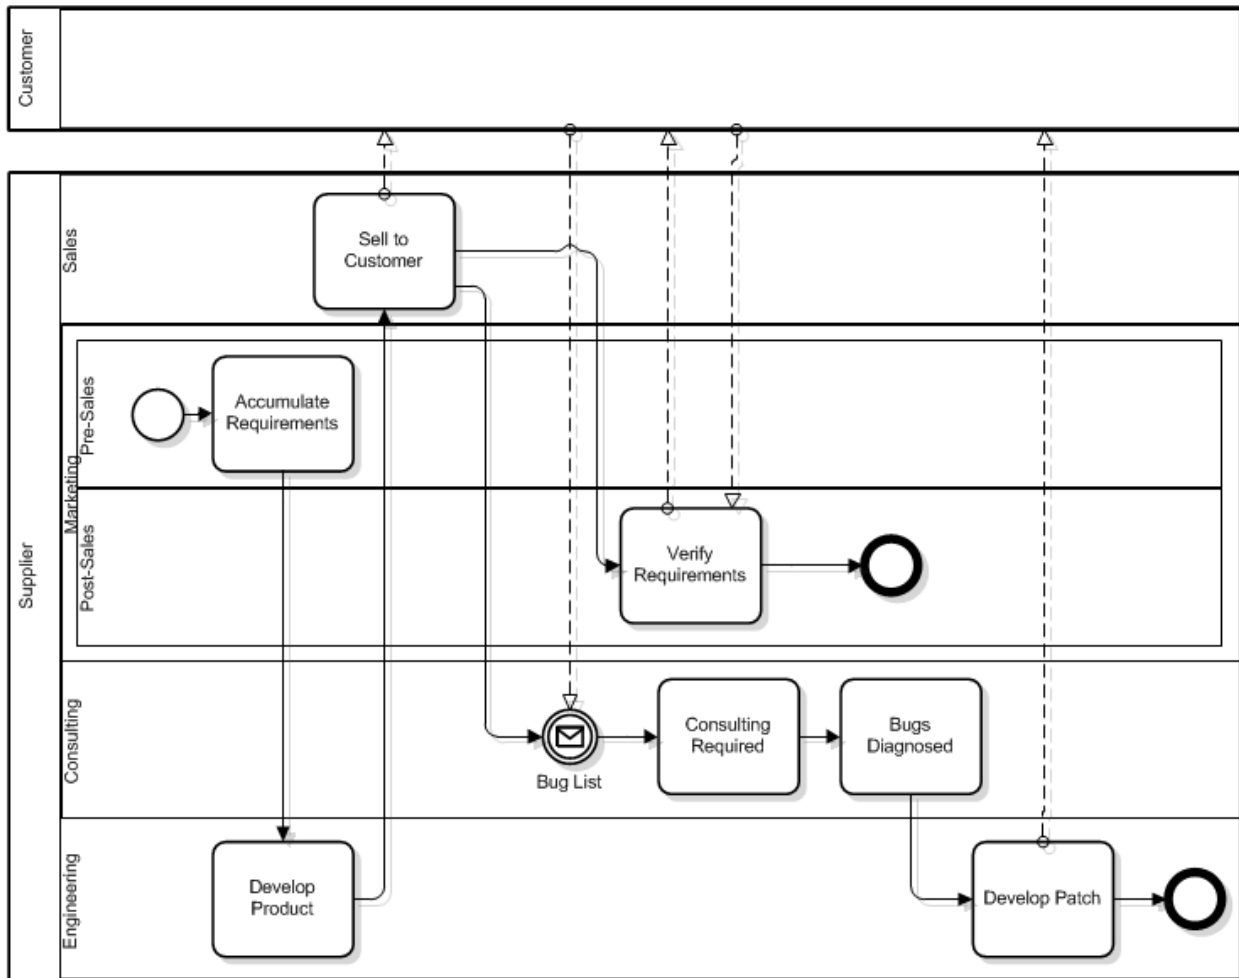 Customer
Supplier
Sales
Sell to
Customer
Marketing
Pre-Sales
Accumulate
Requirements
Post-Sales
Verify
Requirements
Consulting
Bug List
Consulting
Required
Bugs
Diagnosed
Engineering
Develop
Product
Develop Patch